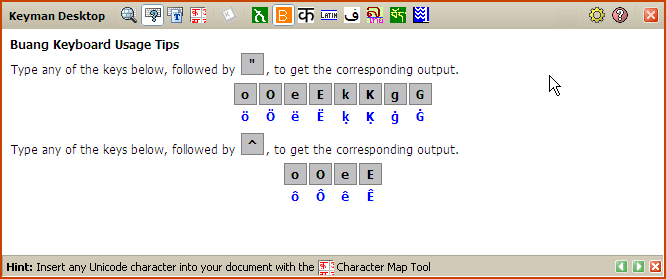 Keyman Desktop
B क LATIN
Buang Keyboard Usage Tips
Type any of the keys below, followed by " , to get the corresponding output.
o O e E k K g G
ö Ö ë Ë ḳ Ḳ ġ Ġ
Type any of the keys below, followed by ^ , to get the corresponding output.
o O e E
ô Ô ê Ê
Hint: Insert any Unicode character into your document with the Character Map Tool